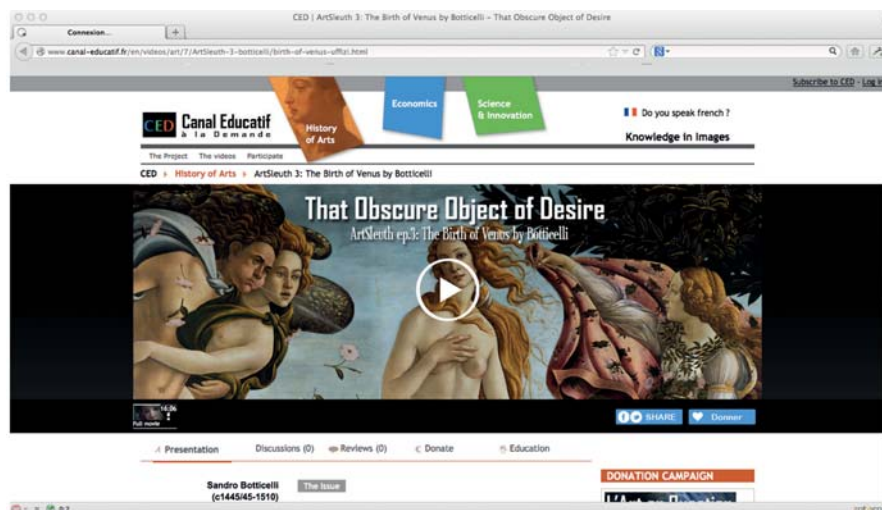 CED | ArtSleuth 3: The Birth of Venus by Botticelli – That Obscure Object of Desire
Connexion...
www.canal-educatif.fr/en/videos/art/7/ArtSleuth-3-botticelli/birth-of-venus-uffizi.html
Subscribe to CED - Log in
CED Canal Educatif
à la Demande
History
of Arts
Economics
Science
& Innovation
Do you speak french ?
Knowledge in Images
The Project The videos Participate
CED History of Arts ArtSleuth 3: The Birth of Venus by Botticelli
That Obscure Object of Desire
ArtSleuth ep.3: The Birth of Venus by Botticelli
16:06
Full movie
SHARE
Donner
Presentation Discussions (0) Reviews (0) Donate Education
DONATION CAMPAIGN
Sandro Botticelli
(c1445/45-1510)
The Issue